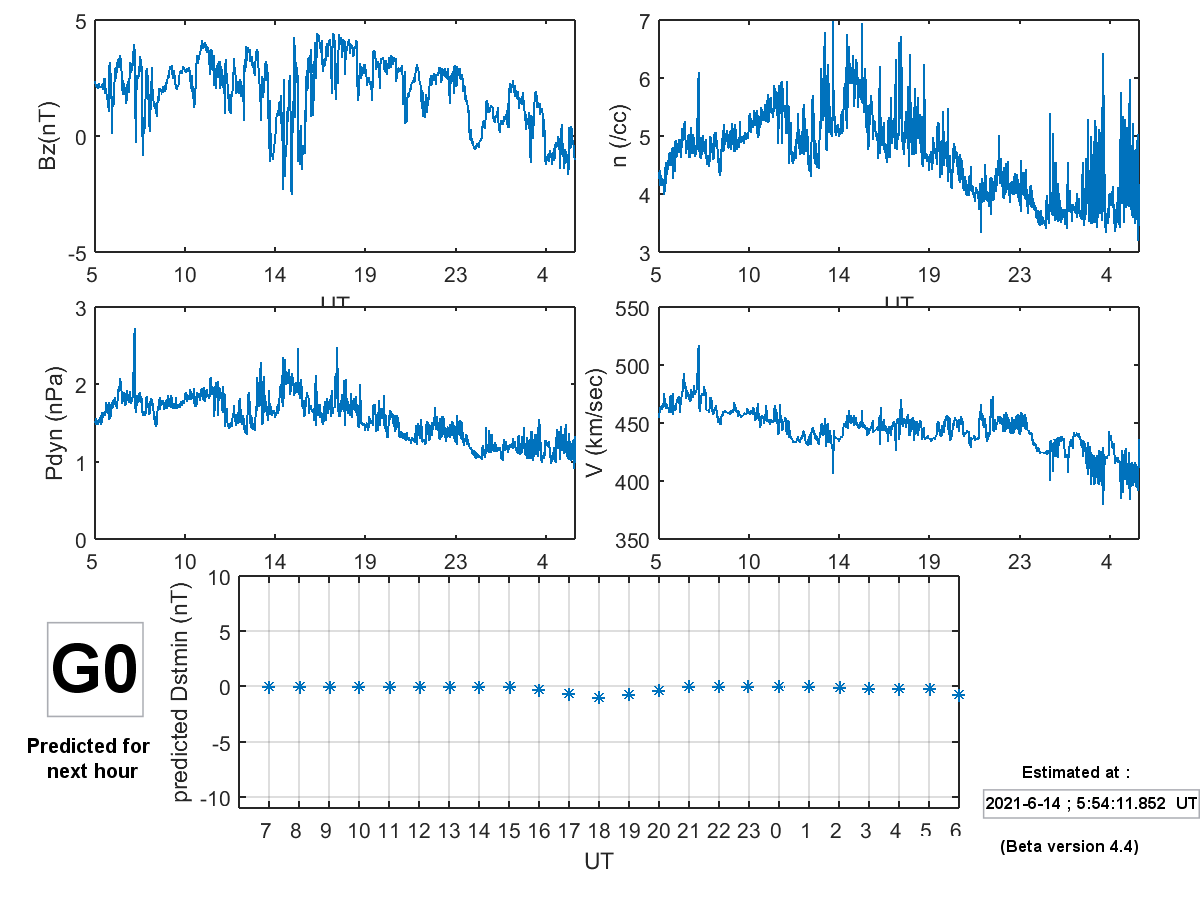 5
0
-5
Bz(nT)
5 10 14 19 23 4
UT
7
6
5
4
3
n (/cc)
5 10 14 19 23 4
UT
3
2
1
0
Pdyn (nPa)
5 10 14 19 23 4
550
500
450
400
350
V (km/sec)
5 10 14 19 23 4
10
5
0
-5
-10
predicted Dstmin (nT)
7 8 9 10 11 12 13 14 15 16 17 18 19 20 21 22 23 0 1 2 3 4 5 6
UT
G0
Predicted for
next hour
Estimated at :
2021-6-14 ; 5:54:11.852 UT
(Beta version 4.4)